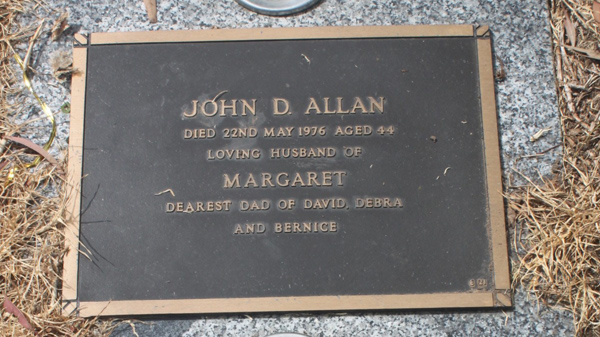 JOHN D. ALLAN
DIED 22ND MAY 1976 AGED 44
LOVING HUSBAND OF
MARGARET
DEAREST DAD OF DAVID, DEBRA
AND BERNICE